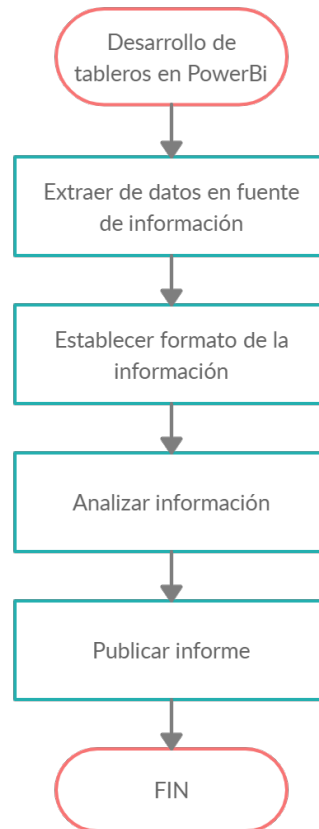 Desarrollo de
tableros en PowerBi
Extraer de datos en fuente
de información
Establecer formato de la
información
Analizar información
Publicar informe
FIN